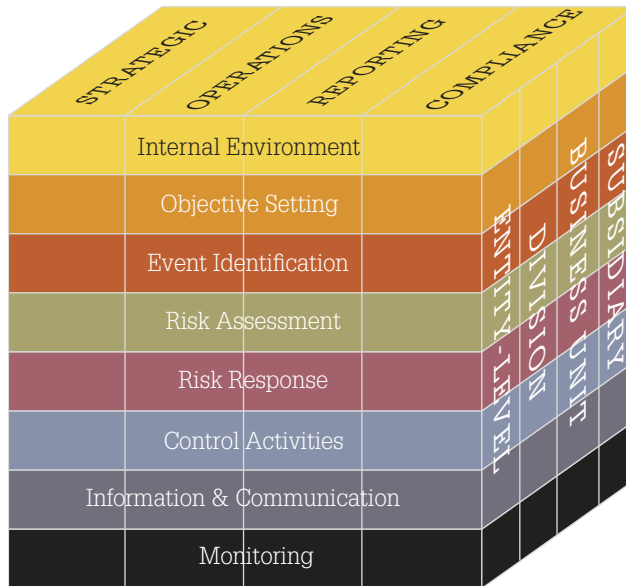 STRATEGIC
OPERATIONS
REPORTING
COMPLIANCE
Internal Environment
Objective Setting
Event Identification
Risk Assessment
Risk Response
Control Activities
Information & Communication
Monitoring
ENTITY-LEVEL
DIVISION
BUSINESS UNIT
SUBSIDIARY